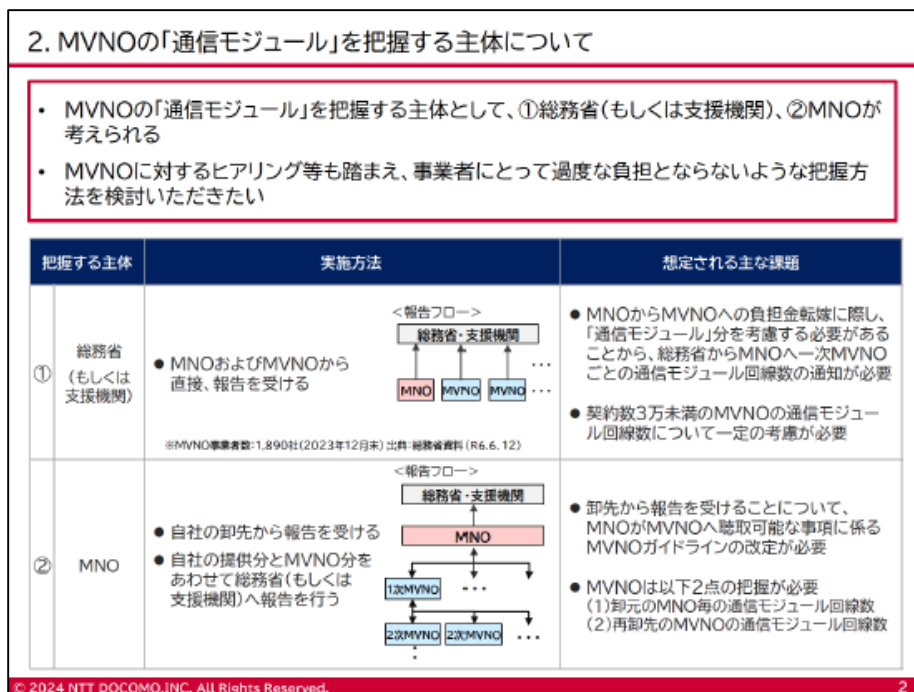 2. MVNOの「通信モジュール」を把握する主体について
• MVNOの「通信モジュール」を把握する主体として、①総務省(もしくは支援機関)、②MNOが
考えられる
• MVNOに対するヒアリング等も踏まえ、事業者にとって過度な負担とならないような把握方
法を検討いただきたい
把握する主体 実施方法 想定される主な課題
①
総務省
(もしくは
支援機関)
● MNOおよびMVNOから
直接、報告を受ける
<報告フロー>
総務省・支援機関
MNO MVNO MVNO ・・・
・・・
※MVNO事業者数:1,890社(2023年12月末) 出典:総務省資料(R6.6.12)
● MNOからMVNOへの負担金転嫁に際し、
「通信モジュール」分を考慮する必要がある
ことから、総務省からMNOへ一次MVNO
ごとの通信モジュール回線数の通知が必要
● 契約数3万未満のMVNOの通信モジュー
ル回線数について一定の考慮が必要
②
MNO
● 自社の卸先から報告を受ける
● 自社の提供分とMVNO分を
あわせて総務省(もしくは
支援機関)へ報告を行う
<報告フロー>
総務省・支援機関
MNO
1次MVNO ・・・
2次MVNO 2次MVNO ・・・
● 卸先から報告を受けることについて、
MNOがMVNOへ聴取可能な事項に係る
MVNOガイドラインの改定が必要
● MVNOは以下2点の把握が必要
(1)卸元のMNO毎の通信モジュール回線数
(2)再卸先のMVNOの通信モジュール回線数
© 2024 NTT DOCOMO,INC. All Rights Reserved.
2